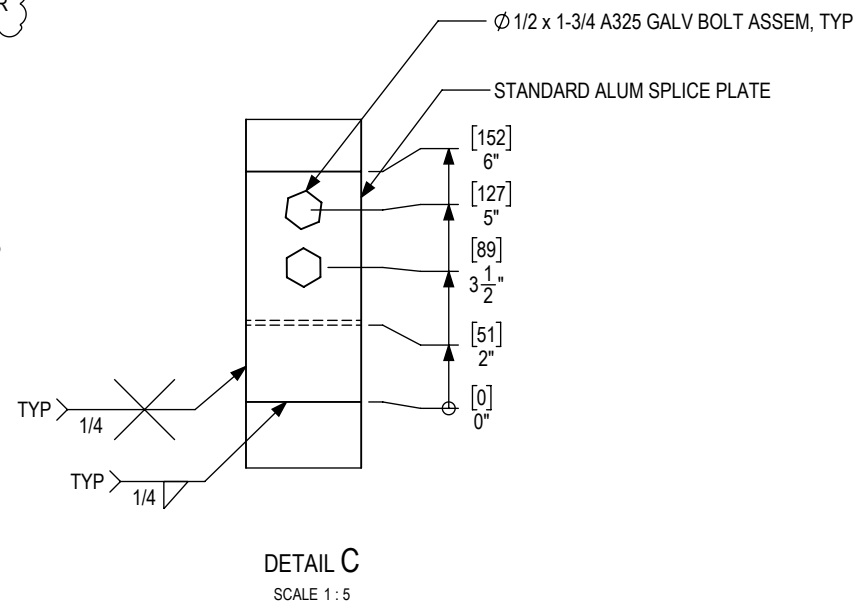 R
Ø 1/2 x 1-3/4 A325 GALV BOLT ASSEM, TYP
STANDARD ALUM SPLICE PLATE
[152]
6"
[127]
5"
[89]
3 1/2"
[51]
2"
[0]
0"
TYP
1/4
TYP
1/4
DETAIL C
SCALE 1 : 5